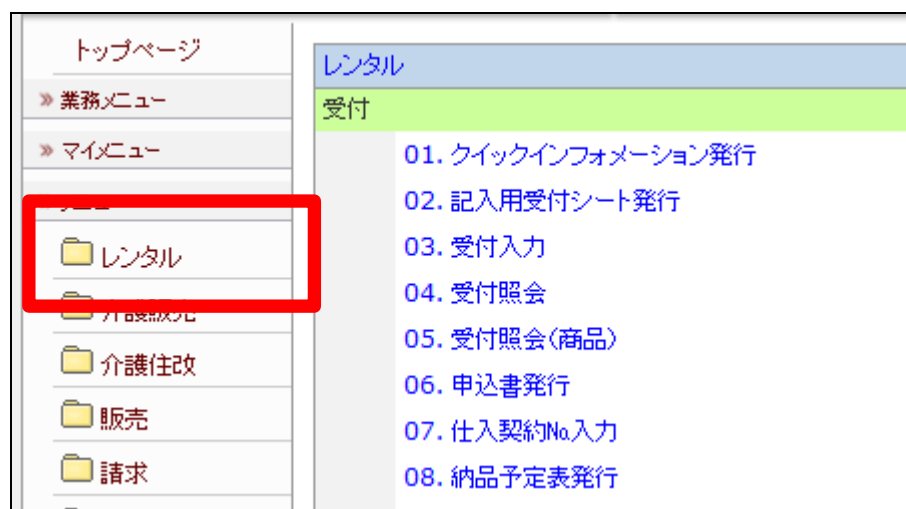 トップページ
» 業務メニュー
» マイメニュー
レンタル
介護住改
販売
請求
レンタル
受付
01. クイックインフォメーション発行
02. 記入用受付シート発行
03. 受付入力
04. 受付照会
05. 受付照会(商品)
06. 申込書発行
07. 仕入契約№入力
08. 納品予定表発行